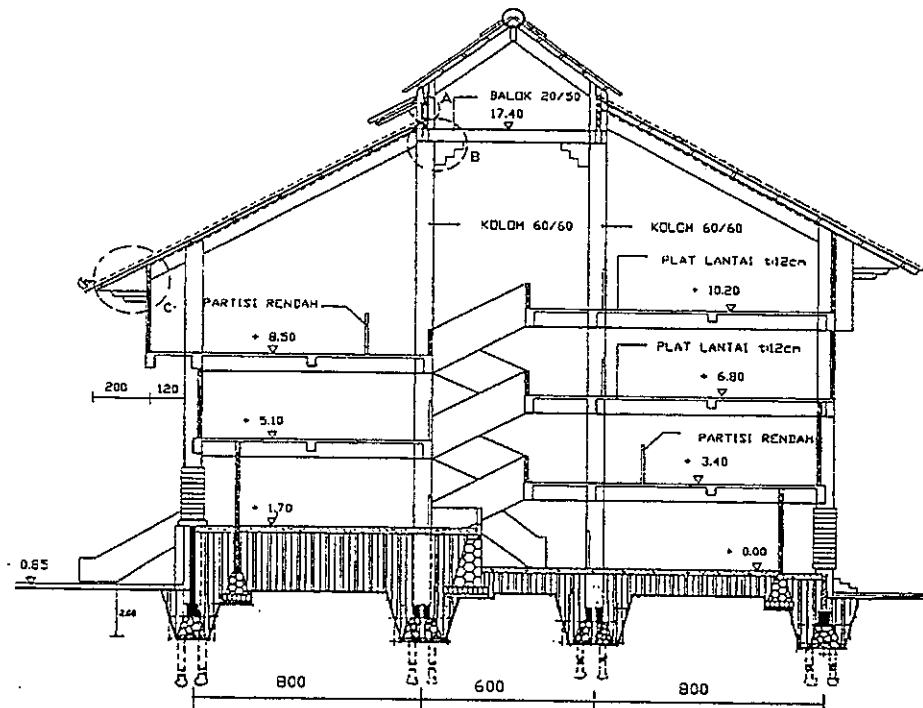 A
BALOK 20/50
17.40
B
KOLOM 60/60
KOLOM 60/60
PLAT LANTAI t:12cm
+ 10.20
C
PARTISI RENDAH
+ 8.50
PLAT LANTAI t:12cm
+ 6.80
200
120
+ 5.10
PARTISI RENDAH
+ 3.40
+ 1.70
0.85
+ 0.00
800
600
800